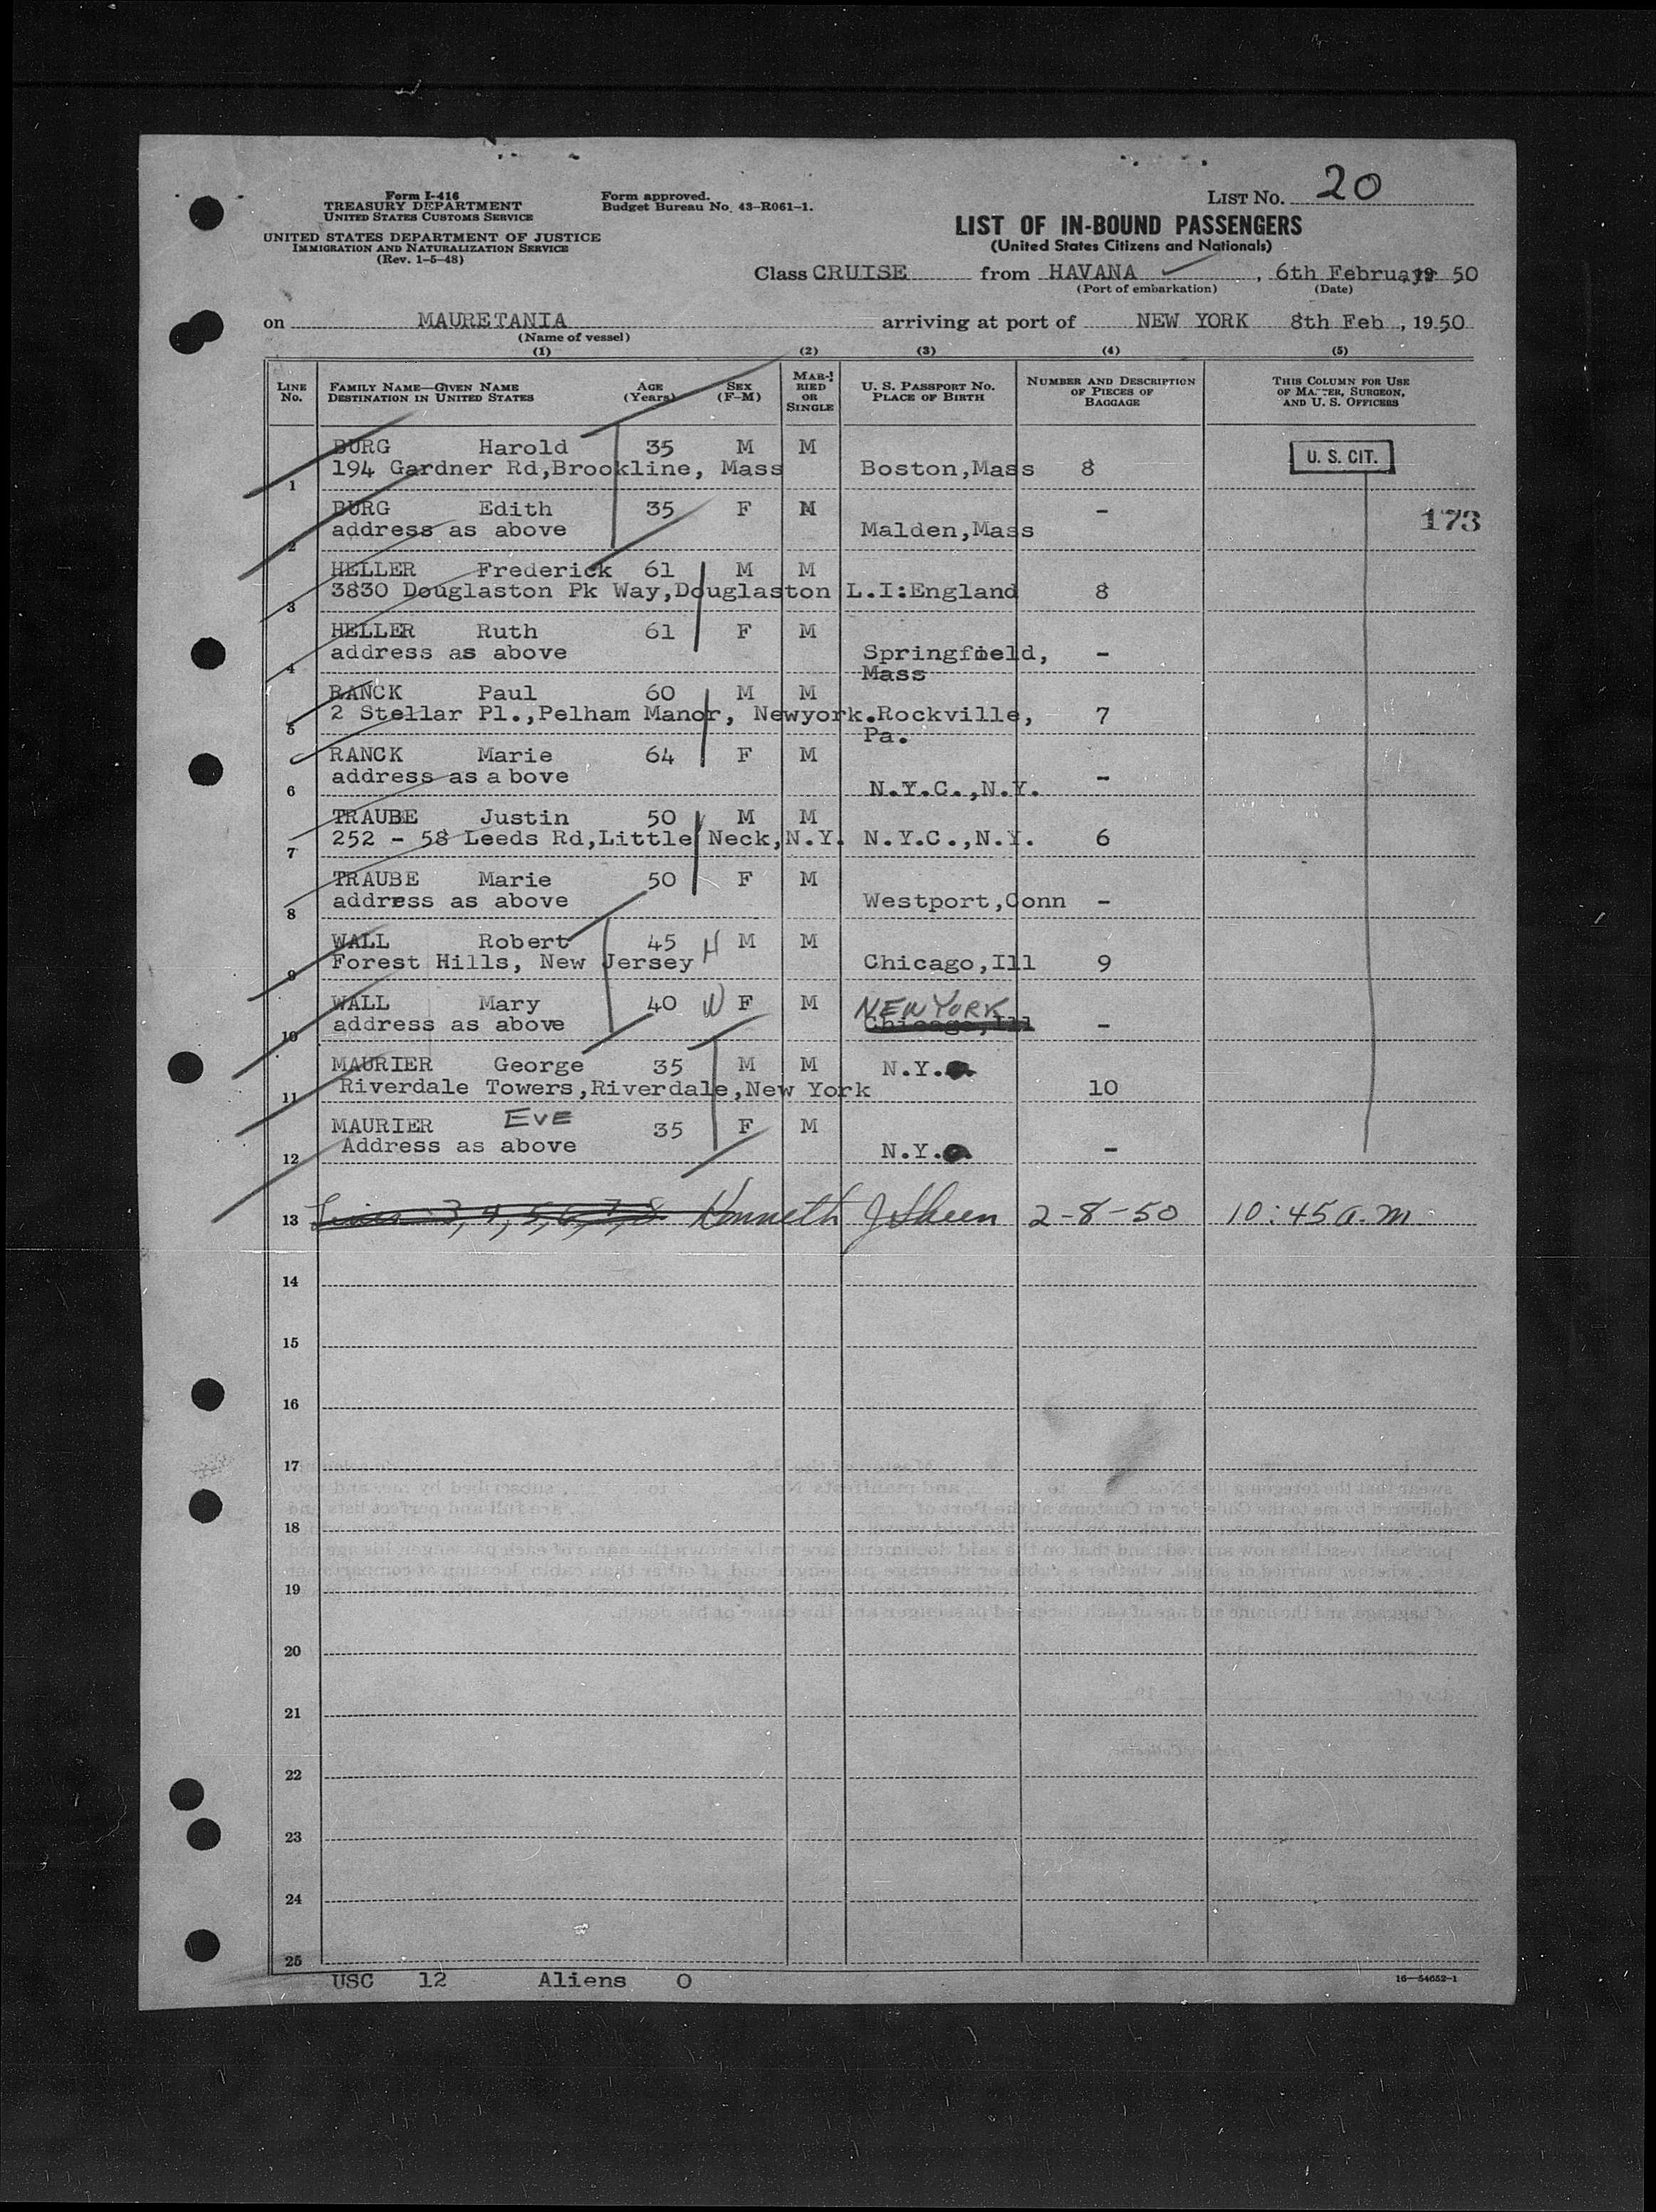 Form I-416
TREASURY DEPARTMENT
UNITED STATES CUSTOMS SERVICE
UNITED STATES DEPARTMENT OF JUSTICE
IMMIGRATION AND NATURALIZATION SERVICE
(Rev. 1-5-48)
Form approved.
Budget Bureau No. 43-R061-1.
LIST NO. 20
LIST OF IN-BOUND PASSENGERS
(United States Citizens and Nationals)
Class CRUISE from HAVANA, 6th February 19 50
(Port of embarkation) (Date)
on MAURETANIA arriving at port of NEW YORK 8th Feb, 1950
(Name of vessel)
(1) (2) (3) (4) (5)
LINE NO. FAMILY NAME—GIVEN NAME DESTINATION IN UNITED STATES AGE (Years) SEX (F-M) MARRIED OR SINGLE U. S. PASSPORT NO. PLACE OF BIRTH NUMBER AND DESCRIPTION OF PIECES OF BAGGAGE THIS COLUMN FOR USE OF MASTER, SURGEON, AND U. S. OFFICERS
BURG Harold 35 M M U. S. CIT.
1 194 Gardner Rd,Brookline, Mass Boston,Mass 8
BURG Edith 35 F M - 173
2 address as above Malden,Mass
HELLER Frederick 61 M M
3 3830 Douglaston Pk Way,Douglaston L.I:England 8
HELLER Ruth 61 F M
4 address as above Springfield, -
Mass
RANCK Paul 60 M M
5 2 Stellar Pl.,Pelham Manor, Newyork.Rockville, 7
Pa.
RANCK Marie 64 F M
address as a bove -
6 N.Y.C.,N.Y.
TRAUBE Justin 50 M M
7 252 - 58 Leeds Rd,Little Neck,N.Y. N.Y.C.,N.Y. 6
TRAUBE Marie 50 F M
8 address as above Westport,Conn -
WALL Robert 45 H M M
9 Forest Hills, New Jersey Chicago,Ill 9
WALL Mary 40 W F M NEW YORK
10 address as above Chicago,Ill -
MAURIER George 35 M M N.Y.
11 Riverdale Towers,Riverdale,New York 10
MAURIER EVE 35 F M
12 Address as above N.Y. -
13 Lines 3, 4, 5, 6, 7, 8 Kenneth J Sheen 2-8-50 10:45 a.m.
14
15
16
17
18
19
20
21
22
23
24
25
USC 12 Aliens 0
16—54652-1